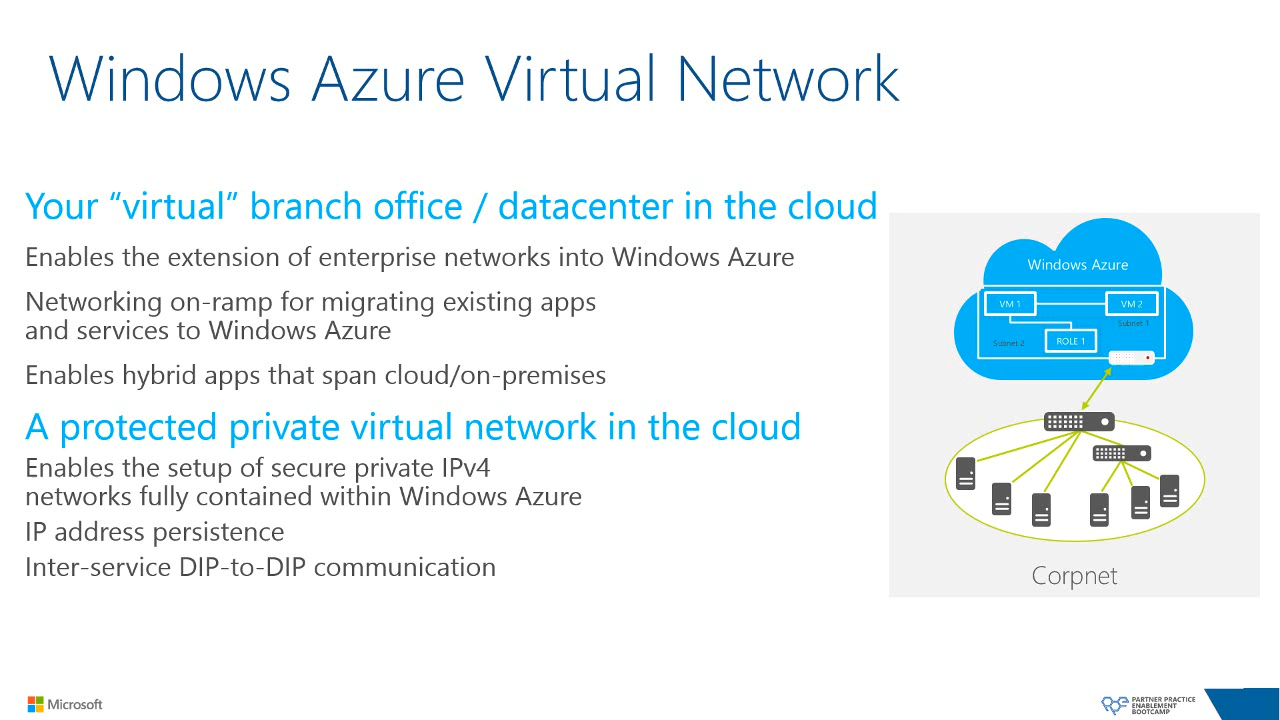 Windows Azure Virtual Network
Your “virtual” branch office / datacenter in the cloud
Enables the extension of enterprise networks into Windows Azure
Networking on-ramp for migrating existing apps
and services to Windows Azure
Enables hybrid apps that span cloud/on-premises
A protected private virtual network in the cloud
Enables the setup of secure private IPv4
networks fully contained within Windows Azure
IP address persistence
Inter-service DIP-to-DIP communication
Windows Azure
VM 1
VM 2
Subnet 1
Subnet 2
ROLE 1
Corpnet
Microsoft
PARTNER PRACTICE
ENABLEMENT
BOOTCAMP